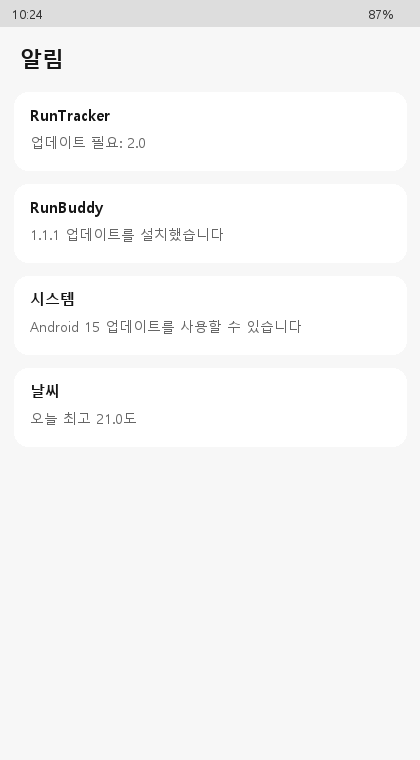 10:24 87%
알림
RunTracker
업데이트 필요: 2.0
RunBuddy
1.1.1 업데이트를 설치했습니다
시스템
Android 15 업데이트를 사용할 수 있습니다
날씨
오늘 최고 21.0도